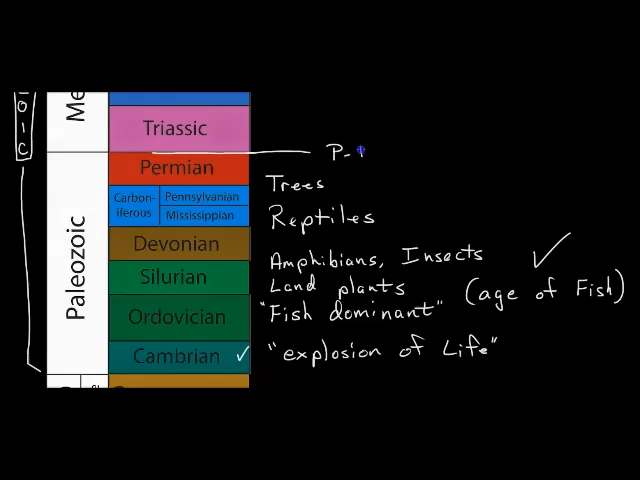 O
I
C
Me
Triassic
P-
Permian
Trees
Carbon-
iferous
Pennsylvanian
Mississippian
Reptiles
Paleozoic
Devonian
Amphibians, Insects
Silurian
Land plants
(age of Fish)
"Fish dominant"
Ordovician
Cambrian
"explosion of Life"